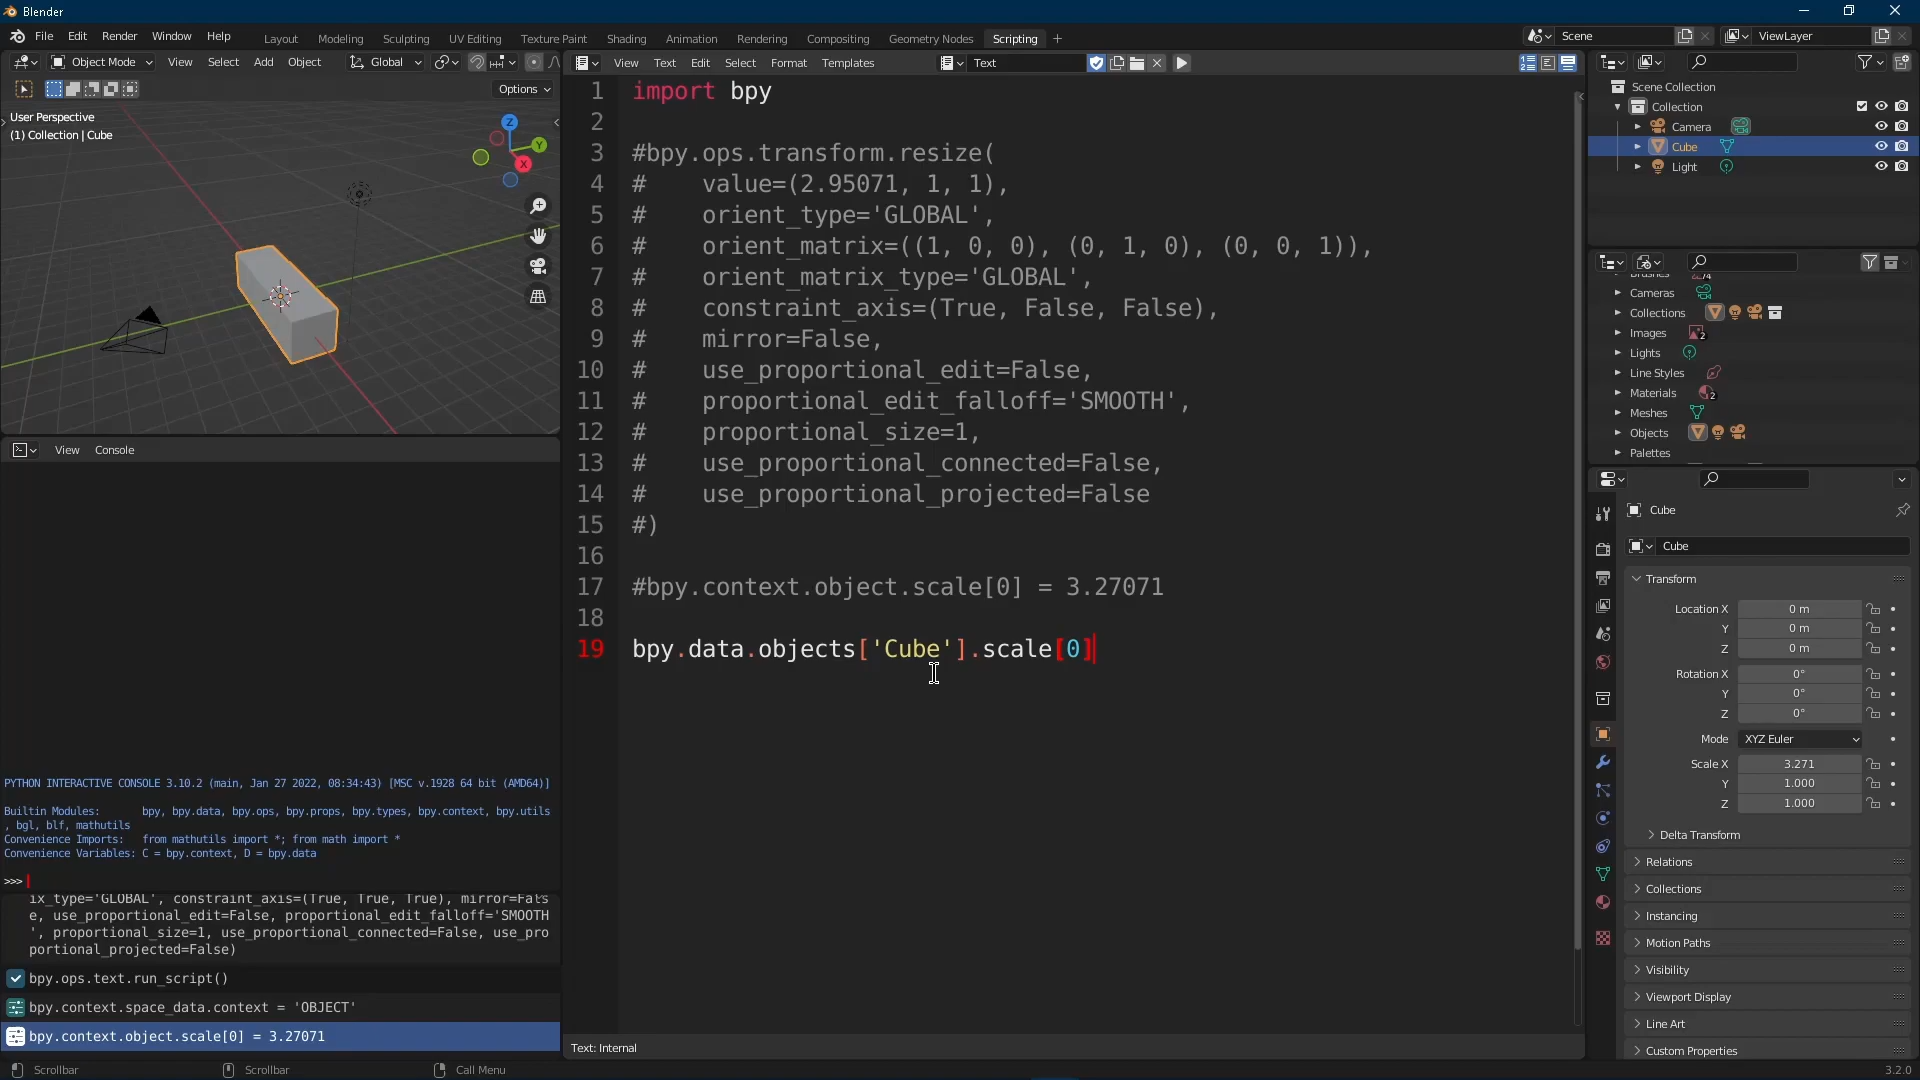 Blender
File Edit Render Window Help Layout Modeling Sculpting UV Editing Texture Paint Shading Animation Rendering Compositing Geometry Nodes Scripting + Scene ViewLayer
Object Mode View Select Add Object Global
Options
User Perspective
(1) Collection | Cube
Z
Y
X
View Console
PYTHON INTERACTIVE CONSOLE 3.10.2 (main, Jan 27 2022, 08:34:43) [MSC v.1928 64 bit (AMD64)]
Builtin Modules: bpy, bpy.data, bpy.ops, bpy.props, bpy.types, bpy.context, bpy.utils
, bgl, blf, mathutils
Convenience Imports: from mathutils import *; from math import *
Convenience Variables: C = bpy.context, D = bpy.data
>>>
ix_type='GLOBAL', constraint_axis=(True, True, True), mirror=Fals
e, use_proportional_edit=False, proportional_edit_falloff='SMOOTH
', proportional_size=1, use_proportional_connected=False, use_pro
portional_projected=False)
bpy.ops.text.run_script()
bpy.context.space_data.context = 'OBJECT'
bpy.context.object.scale[0] = 3.27071
View Text Edit Select Format Templates Text
1 import bpy
2
3 #bpy.ops.transform.resize(
4 # value=(2.95071, 1, 1),
5 # orient_type='GLOBAL',
6 # orient_matrix=((1, 0, 0), (0, 1, 0), (0, 0, 1)),
7 # orient_matrix_type='GLOBAL',
8 # constraint_axis=(True, False, False),
9 # mirror=False,
10 # use_proportional_edit=False,
11 # proportional_edit_falloff='SMOOTH',
12 # proportional_size=1,
13 # use_proportional_connected=False,
14 # use_proportional_projected=False
15 #)
16
17 #bpy.context.object.scale[0] = 3.27071
18
19 bpy.data.objects['Cube'].scale[0]
Text: Internal
Scene Collection
Collection
Camera
Cube
Light
Brushes
Cameras
Collections
Images 2
Lights
Line Styles
Materials 2
Meshes
Objects
Palettes
Cube
Cube
Transform
Location X 0 m
Y 0 m
Z 0 m
Rotation X 0°
Y 0°
Z 0°
Mode XYZ Euler
Scale X 3.271
Y 1.000
Z 1.000
Delta Transform
Relations
Collections
Instancing
Motion Paths
Visibility
Viewport Display
Line Art
Custom Properties
Scrollbar Scrollbar Call Menu 3.2.0